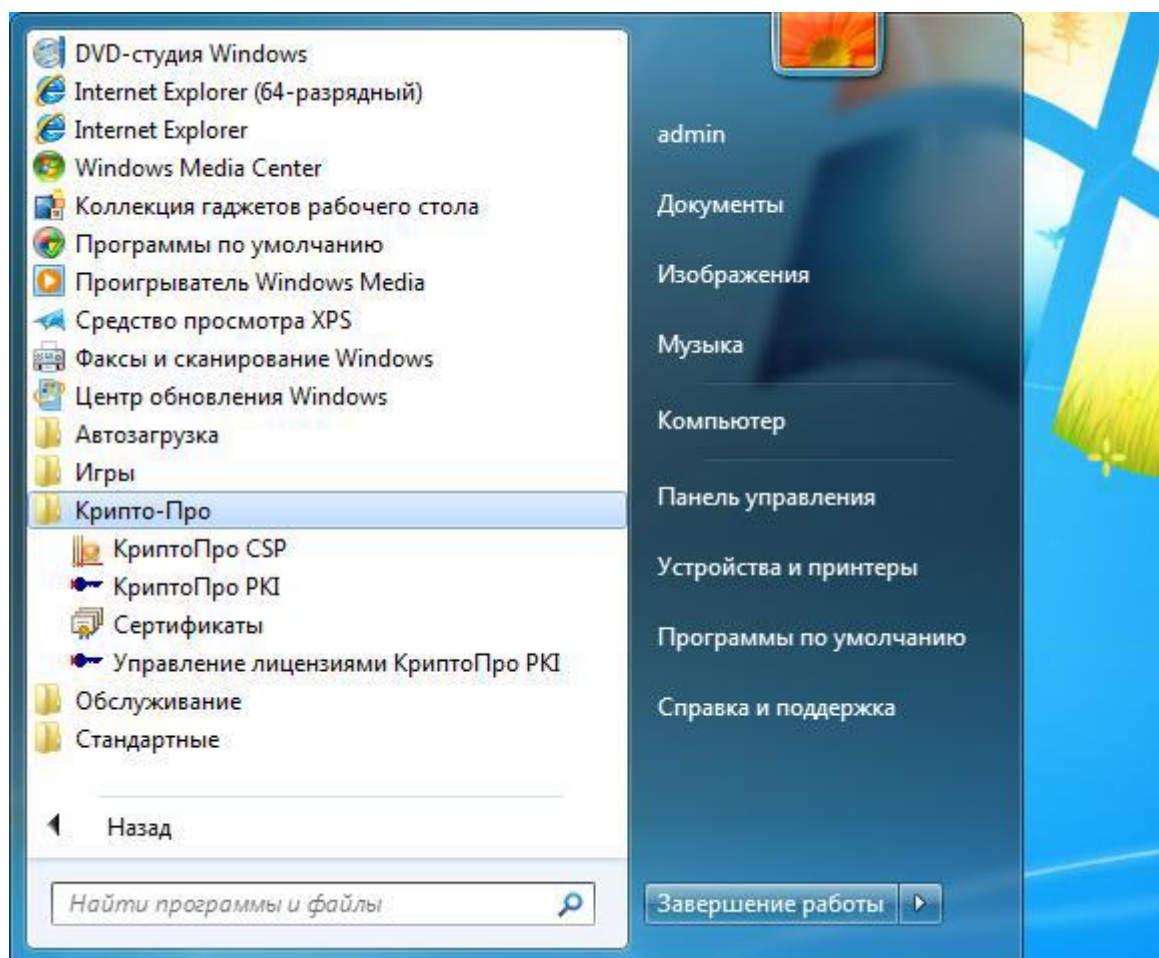 DVD-студия Windows
Internet Explorer (64-разрядный)
Internet Explorer
Windows Media Center
Коллекция гаджетов рабочего стола
Программы по умолчанию
Проигрыватель Windows Media
Средство просмотра XPS
Факсы и сканирование Windows
Центр обновления Windows
Автозагрузка
Игры
Крипто-Про
КриптоПро CSP
КриптоПро PKI
Сертификаты
Управление лицензиями КриптоПро PKI
Обслуживание
Стандартные
Назад
Найти программы и файлы
admin
Документы
Изображения
Музыка
Компьютер
Панель управления
Устройства и принтеры
Программы по умолчанию
Справка и поддержка
Завершение работы